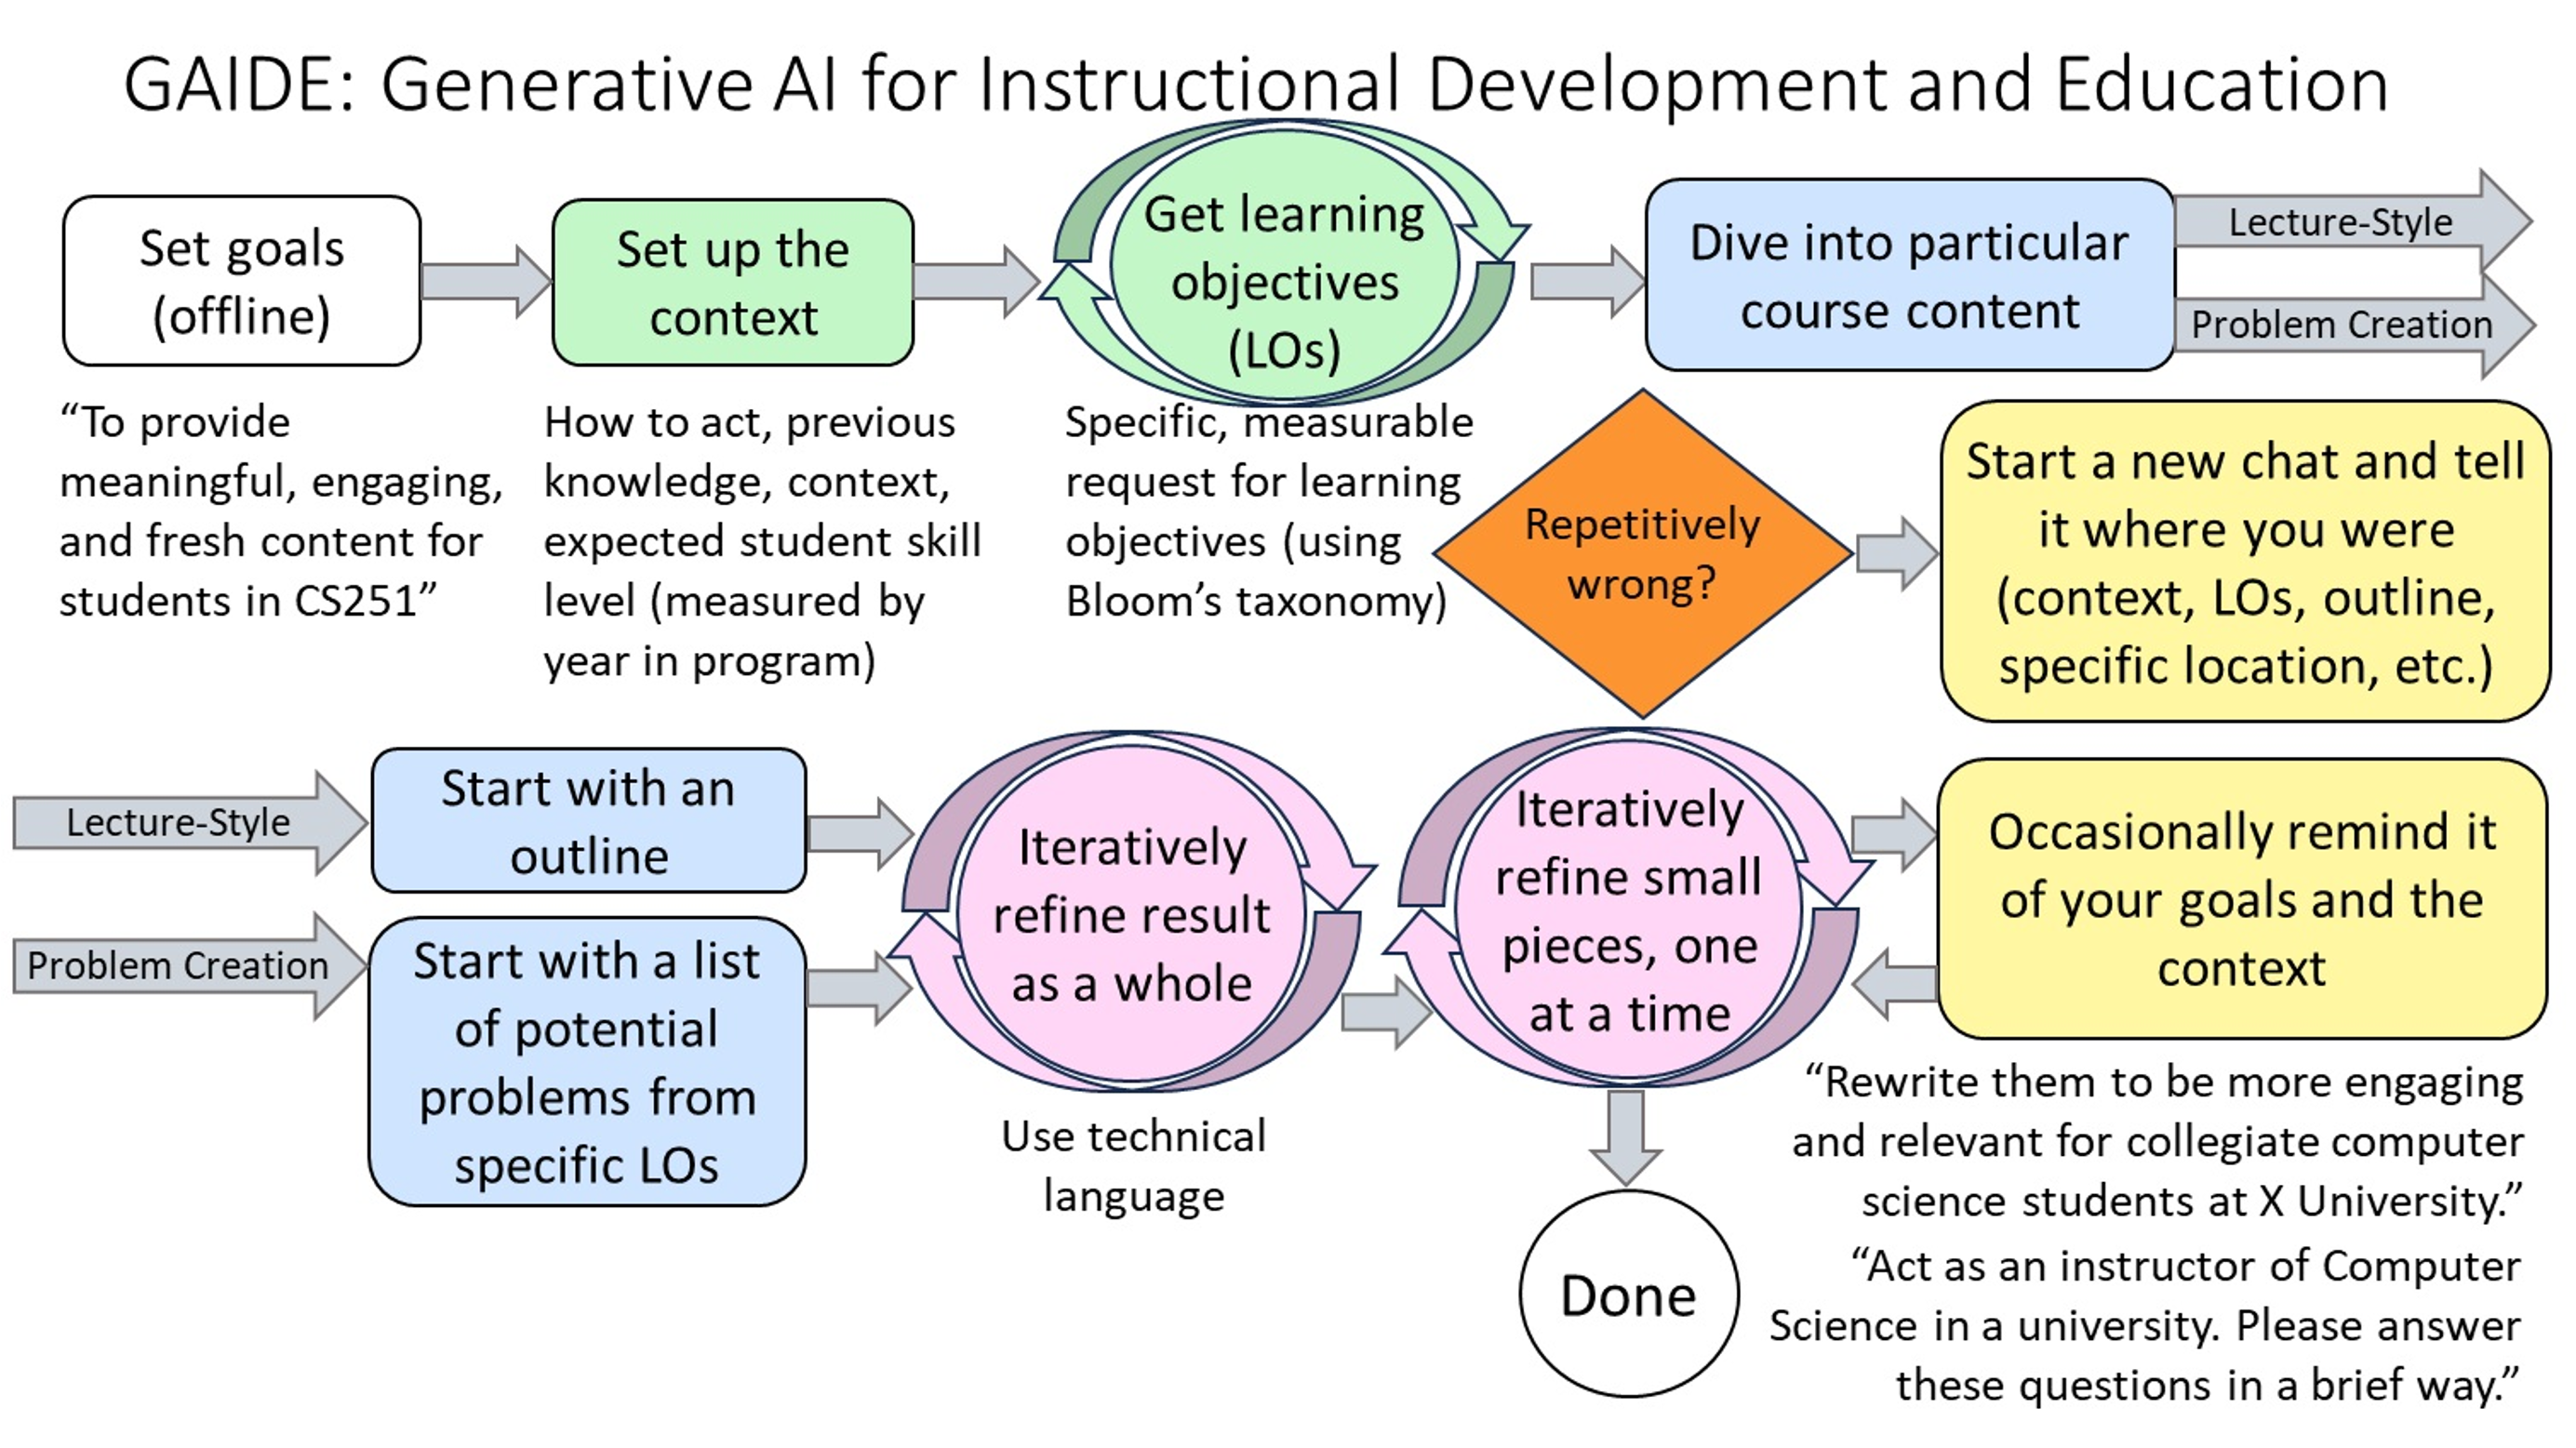 GAIDE: Generative AI for Instructional Development and Education
Set goals
(offline)
Set up the
context
Get learning
objectives
(LOs)
Dive into particular
course content
Lecture-Style
Problem Creation
“To provide
meaningful, engaging,
and fresh content for
students in CS251”
How to act, previous
knowledge, context,
expected student skill
level (measured by
year in program)
Specific, measurable
request for learning
objectives (using
Bloom’s taxonomy)
Repetitively
wrong?
Start a new chat and tell
it where you were
(context, LOs, outline,
specific location, etc.)
Lecture-Style
Problem Creation
Start with an
outline
Start with a list
of potential
problems from
specific LOs
Iteratively
refine result
as a whole
Use technical
language
Iteratively
refine small
pieces, one
at a time
Occasionally remind it
of your goals and the
context
“Rewrite them to be more engaging
and relevant for collegiate computer
science students at X University.”
“Act as an instructor of Computer
Science in a university. Please answer
these questions in a brief way.”
Done